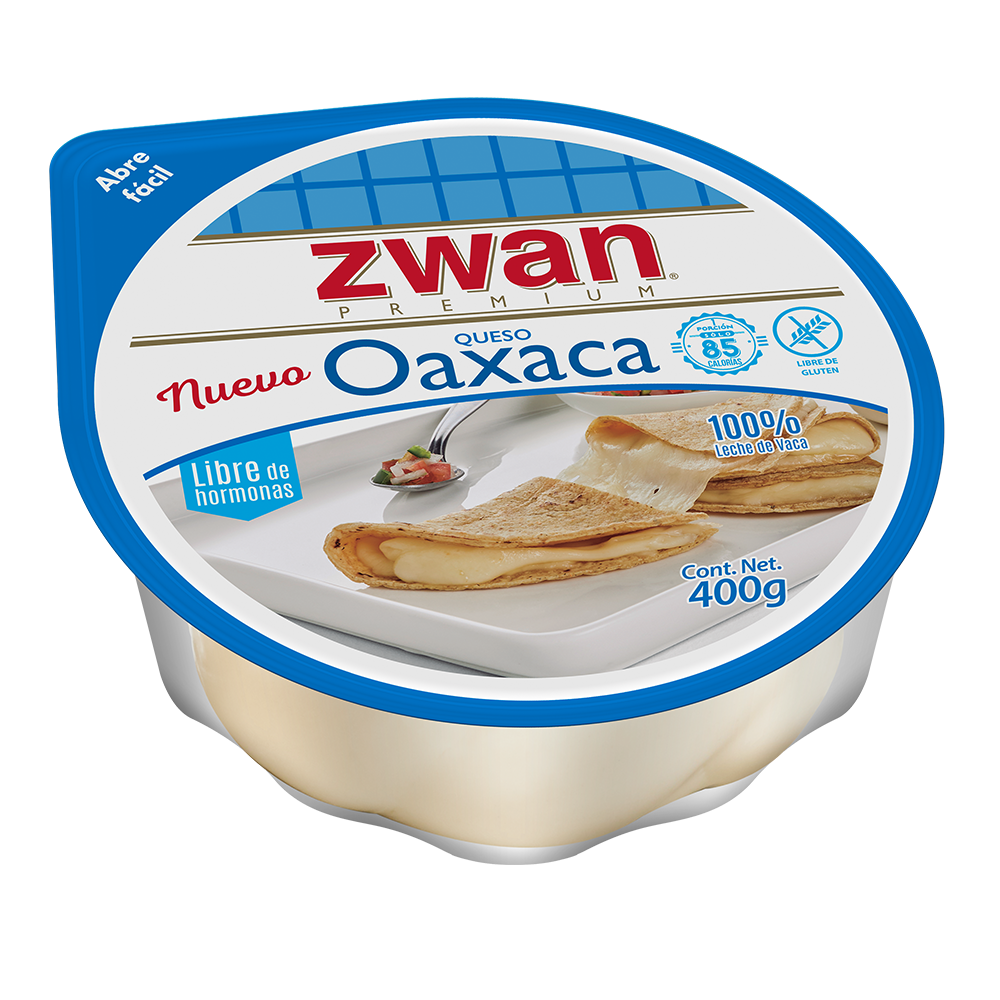 Abre
fácil
zwan®
PREMIUM
QUESO
Oaxaca
Nuevo
PORCIÓN
SOLO
85
CALORÍAS
LIBRE DE
GLUTEN
100%
Leche de Vaca
Libre de
hormonas
Cont. Net.
400g